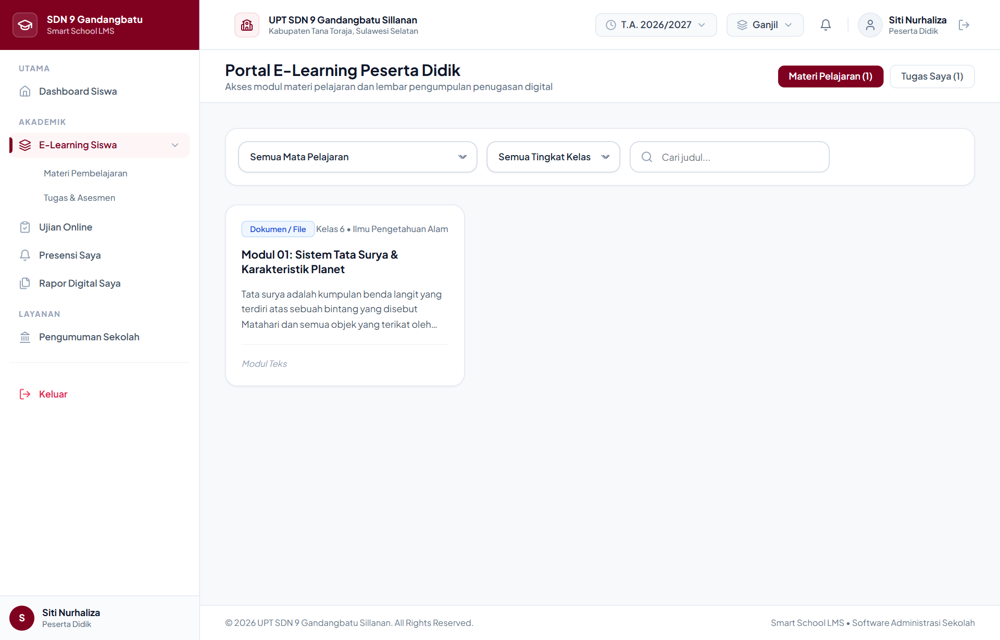 SDN 9 Gandangbatu
Smart School LMS
UTAMA
Dashboard Siswa
AKADEMIK
E-Learning Siswa
Materi Pembelajaran
Tugas & Asesmen
Ujian Online
Presensi Saya
Rapor Digital Saya
LAYANAN
Pengumuman Sekolah
Keluar
S
Siti Nurhaliza
Peserta Didik
UPT SDN 9 Gandangbatu Sillanan
Kabupaten Tana Toraja, Sulawesi Selatan
T.A. 2026/2027
Ganjil
Siti Nurhaliza
Peserta Didik
Portal E-Learning Peserta Didik
Akses modul materi pelajaran dan lembar pengumpulan penugasan digital
Materi Pelajaran (1)
Tugas Saya (1)
Semua Mata Pelajaran
Semua Tingkat Kelas
Cari judul...
Dokumen / File
Kelas 6 • Ilmu Pengetahuan Alam
Modul 01: Sistem Tata Surya &
Karakteristik Planet
Tata surya adalah kumpulan benda langit yang
terdiri atas sebuah bintang yang disebut
Matahari dan semua objek yang terikat oleh...
Modul Teks
© 2026 UPT SDN 9 Gandangbatu Sillanan. All Rights Reserved.
Smart School LMS • Software Administrasi Sekolah